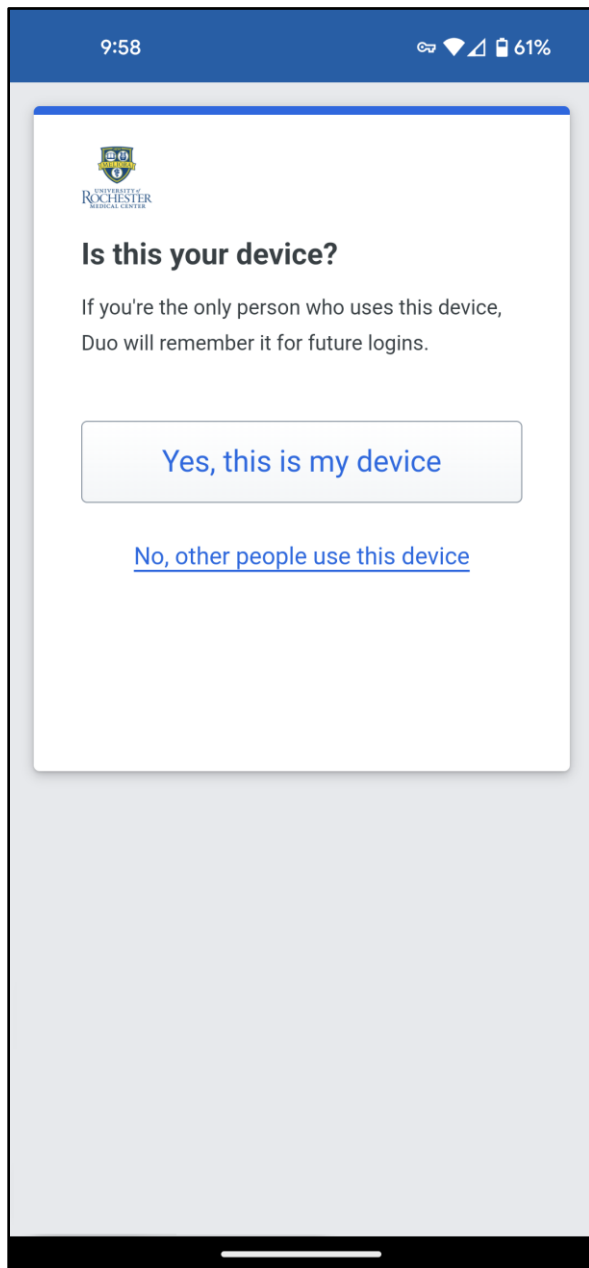 9:58
61%
UNIVERSITY of
ROCHESTER
MEDICAL CENTER
Is this your device?
If you're the only person who uses this device,
Duo will remember it for future logins.
Yes, this is my device
No, other people use this device